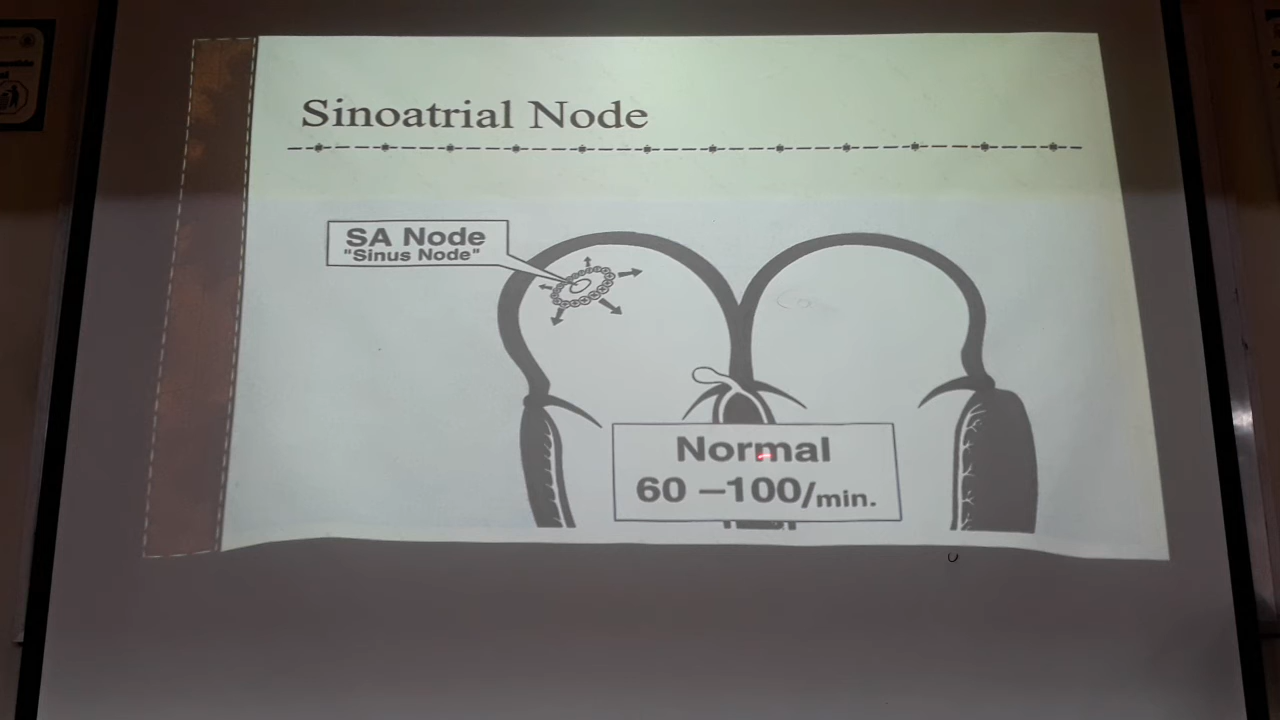 Sinoatrial Node
SA Node
"Sinus Node"
Normal
60 –100/min.